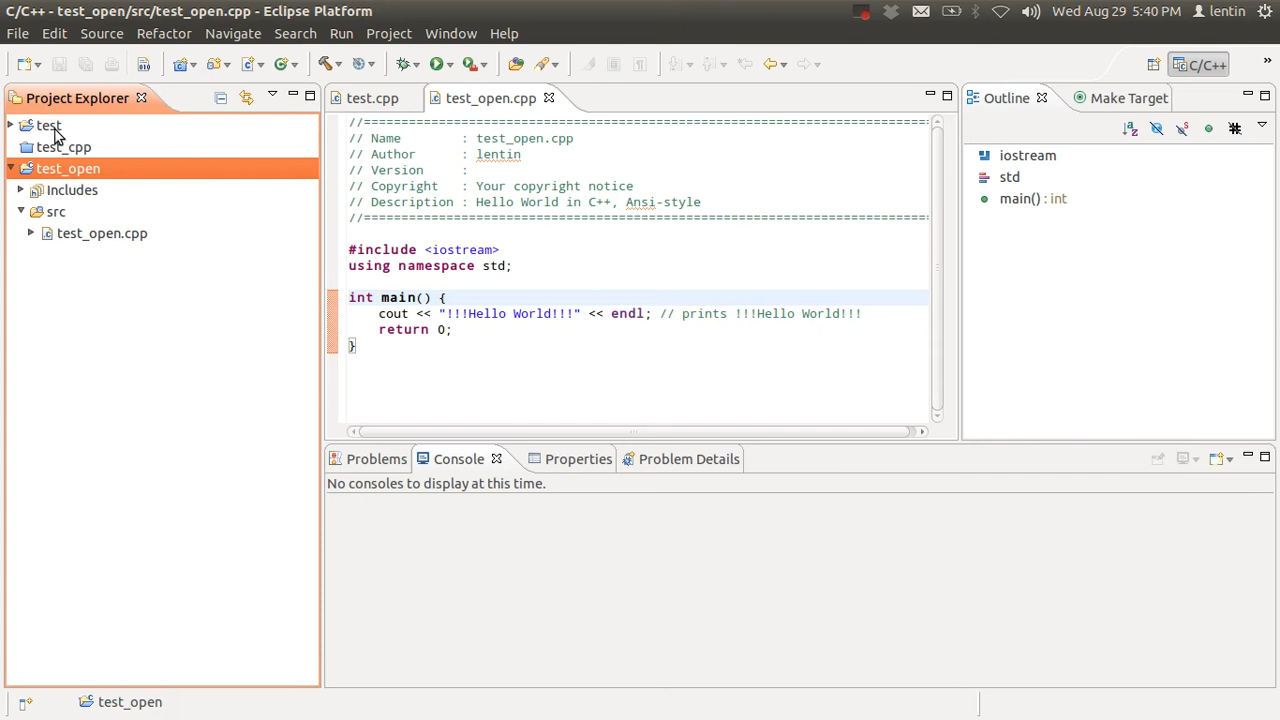 C/C++ - test_open/src/test_open.cpp - Eclipse Platform
Wed Aug 29 5:40 PM
lentin
File Edit Source Refactor Navigate Search Run Project Window Help
C/C++
Project Explorer
test
test_cpp
test_open
Includes
src
test_open.cpp
test.cpp
test_open.cpp
//============================================================================
// Name : test_open.cpp
// Author : lentin
// Version :
// Copyright : Your copyright notice
// Description : Hello World in C++, Ansi-style
//============================================================================
#include <iostream>
using namespace std;
int main() {
cout << "!!!Hello World!!!" << endl; // prints !!!Hello World!!!
return 0;
}
Outline
Make Target
iostream
std
main() : int
Problems
Console
Properties
Problem Details
No consoles to display at this time.
test_open